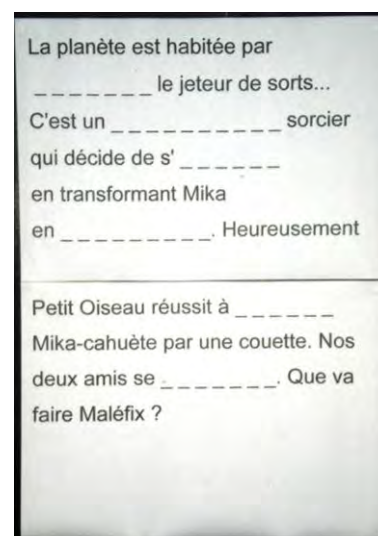 La planète est habitée par
_ _ _ _ _ _ _ le jeteur de sorts...
C'est un _ _ _ _ _ _ _ _ _ _ sorcier
qui décide de s' _ _ _ _ _ _
en transformant Mika
en _ _ _ _ _ _ _ _ _. Heureusement
Petit Oiseau réussit à _ _ _ _ _ _
Mika-cahuète par une couette. Nos
deux amis se _ _ _ _ _ _ _. Que va
faire Maléfix ?